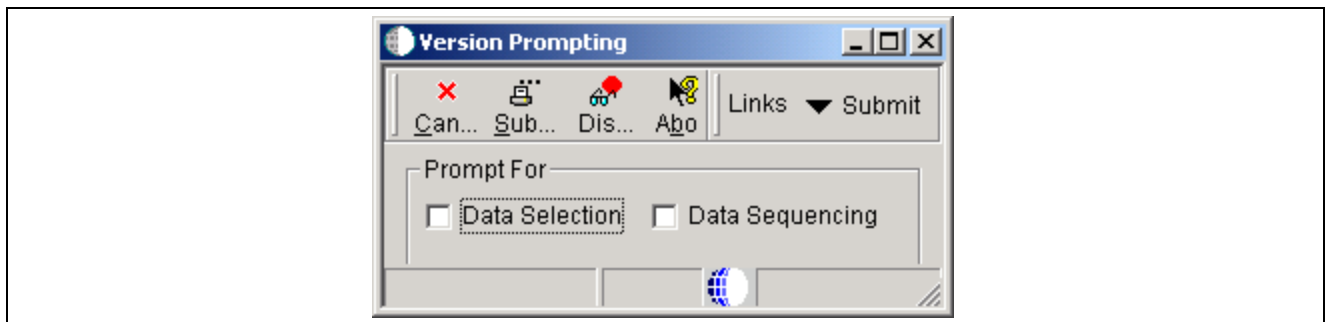 Version Prompting
Can... Sub... Dis... Abo Links Submit
Prompt For
Data Selection Data Sequencing